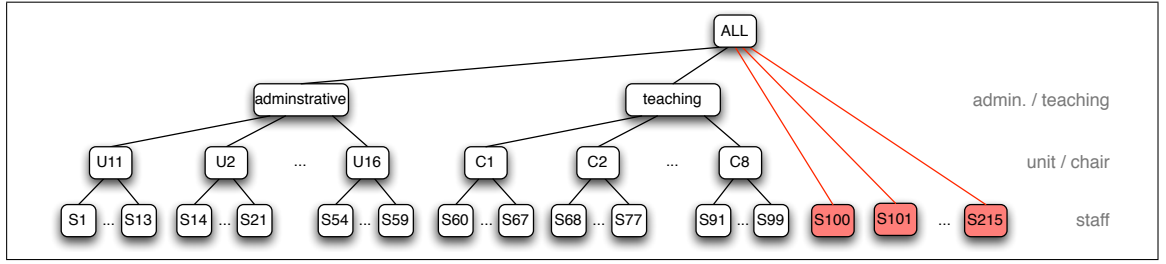 ALL
adminstrative teaching admin. / teaching
U11 U2 ... U16 C1 C2 ... C8 unit / chair
S1 ... S13 S14 ... S21 S54 ... S59 S60 ... S67 S68 ... S77 S91 ... S99 S100 S101 ... S215 staff